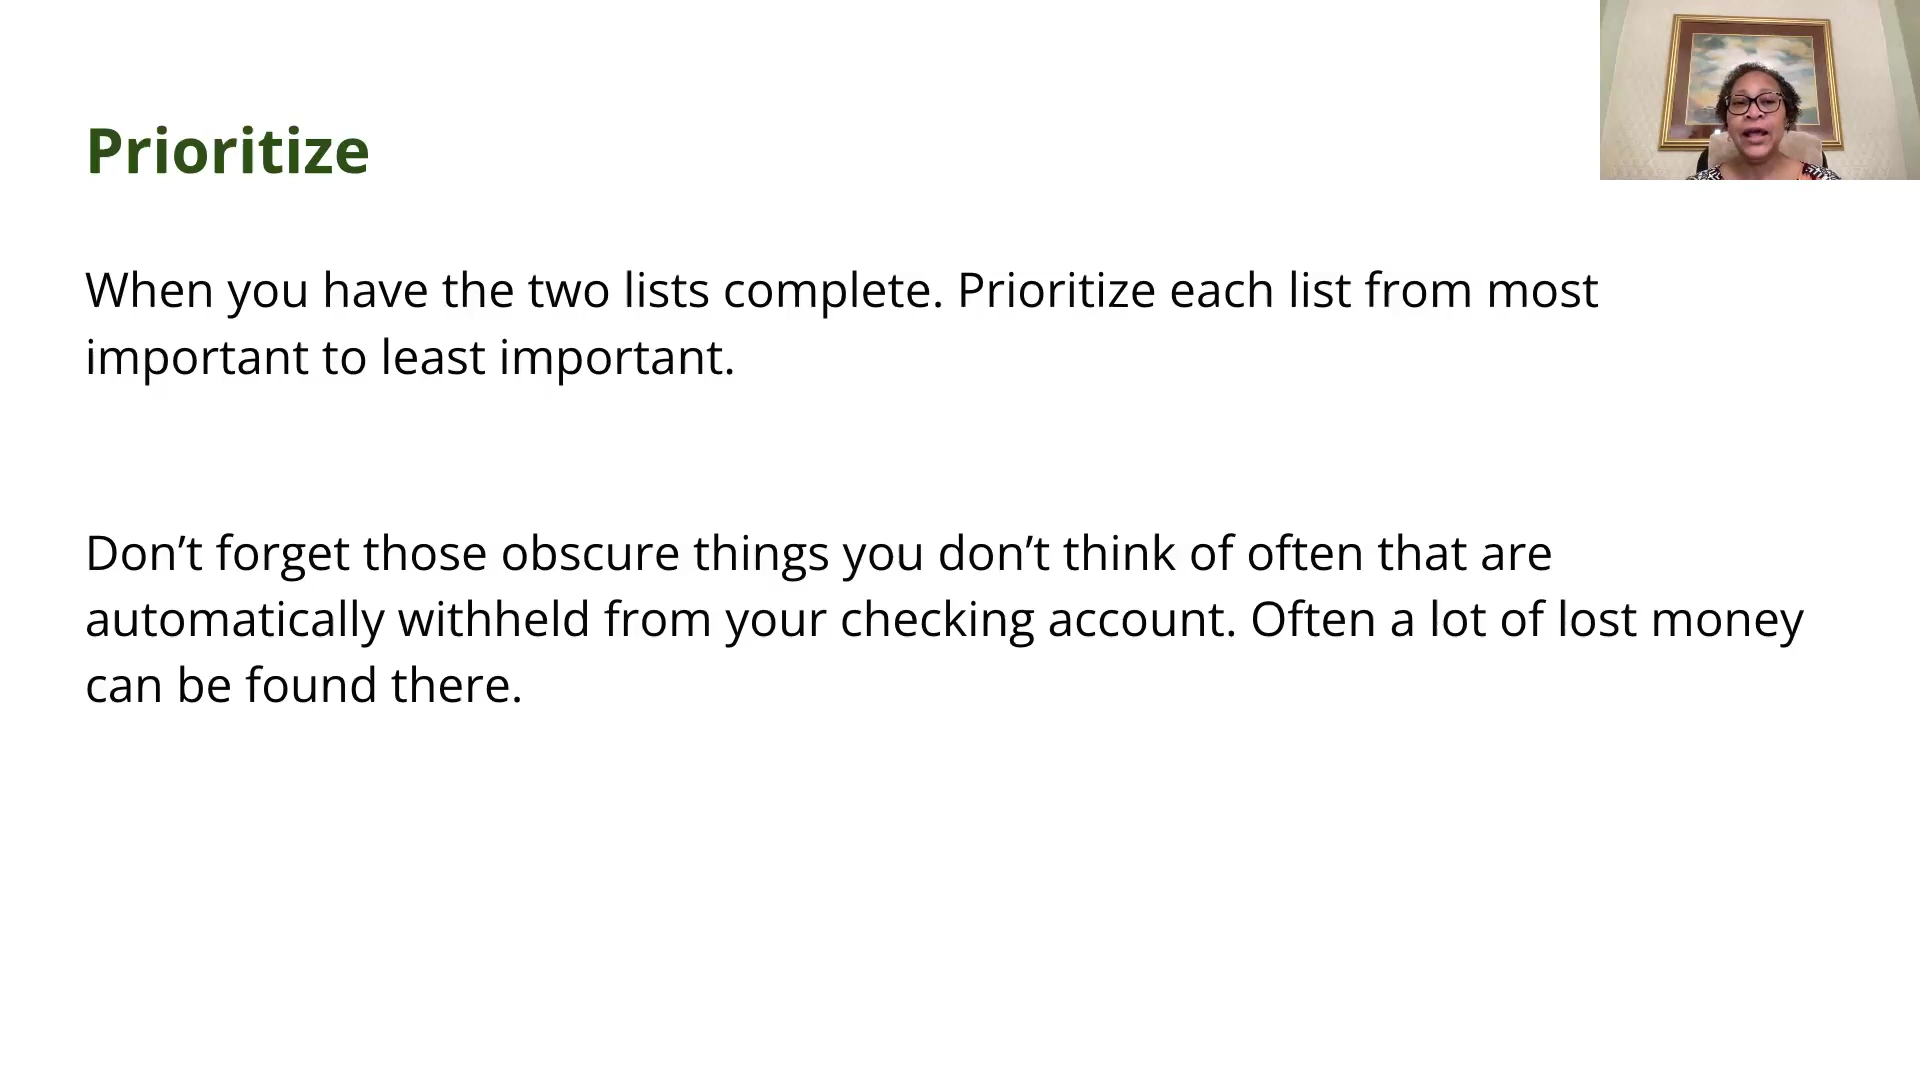 Prioritize
When you have the two lists complete. Prioritize each list from most
important to least important.
Don’t forget those obscure things you don’t think of often that are
automatically withheld from your checking account. Often a lot of lost money
can be found there.